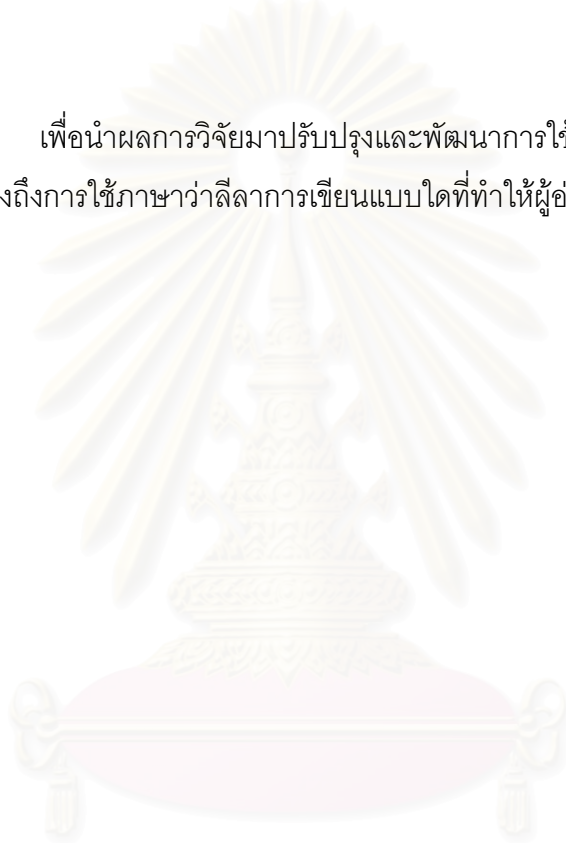 เพื่อนำผลการวิจัยมาปรับปรุงและพัฒนาการใช้
งถึงการใช้ภาษาว่าลีลาการเขียนแบบใดที่ทำให้ผู้อ่